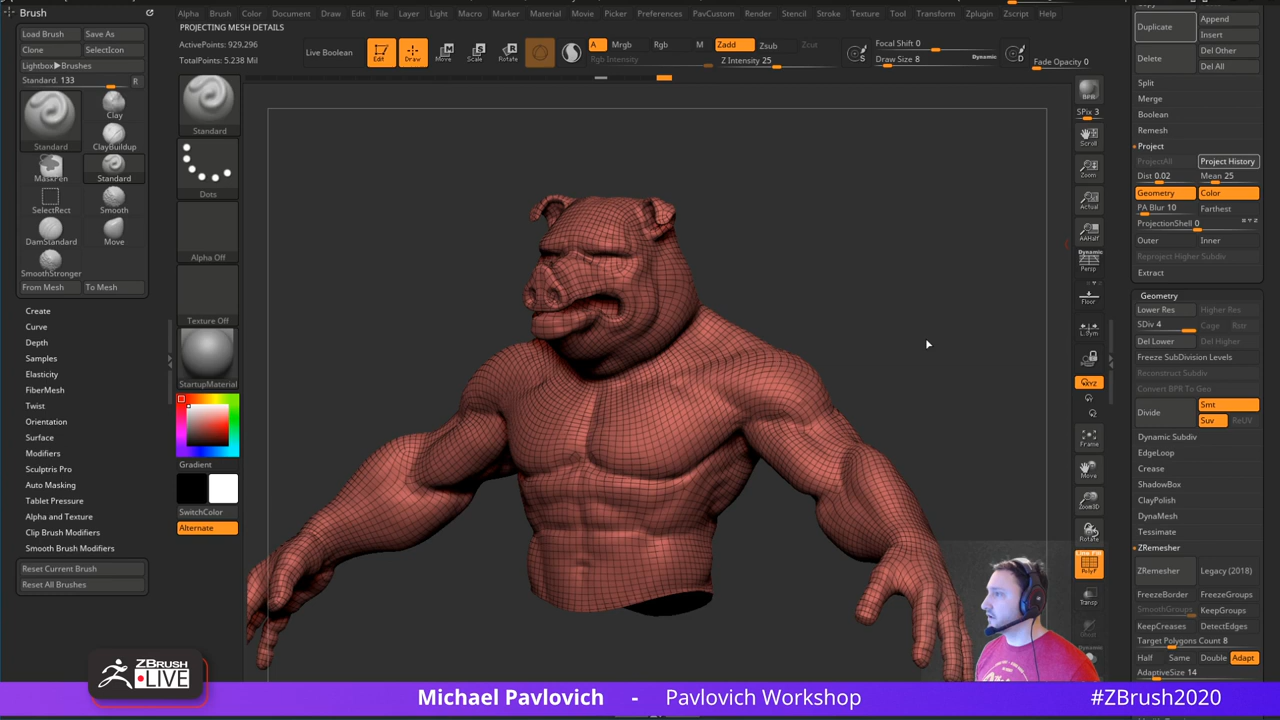 Brush
Alpha Brush Color Document Draw Edit File Layer Light Macro Marker Material Movie Picker Preferences PavCustom Render Stencil Stroke Texture Tool Transform Zplugin Zscript Help
PROJECTING MESH DETAILS
ActivePoints: 929,296
TotalPoints: 5.238 Mil
Load Brush Save As
Clone SelectIcon
Lightbox▶Brushes
Standard. 133 R
Standard
Clay
ClayBuildup
MaskPen
Standard
SelectRect
Smooth
DamStandard
Move
SmoothStronger
From Mesh To Mesh
Create
Curve
Depth
Samples
Elasticity
FiberMesh
Twist
Orientation
Surface
Modifiers
Sculptris Pro
Auto Masking
Tablet Pressure
Alpha and Texture
Clip Brush Modifiers
Smooth Brush Modifiers
Reset Current Brush
Reset All Brushes
Standard
Dots
Alpha Off
Texture Off
StartupMaterial
Gradient
SwitchColor
Alternate
Live Boolean
Edit Draw Move Scale Rotate
A Mrgb Rgb M Zadd Zsub Zcut
Rgb Intensity Z Intensity 25
Focal Shift 0
Draw Size 8 Dynamic
Fade Opacity 0
S
D
BPR
SPix 3
Scroll
Zoom
Actual
AAHalf
Dynamic
Persp
Floor
L.Sym
XYZ
Frame
Move
Zoom3D
Rotate
Line Fill
PolyF
Transp
Ghost
Dynamic
Copy
Duplicate Append
Insert
Delete Del Other
Del All
Split
Merge
Boolean
Remesh
Project
ProjectAll Project History
Dist 0.02 Mean 25
Geometry Color
PA Blur 10 Farthest
ProjectionShell 0
Outer Inner
Reproject Higher Subdiv
Extract
Geometry
Lower Res Higher Res
SDiv 4 Cage Rstr
Del Lower Del Higher
Freeze SubDivision Levels
Reconstruct Subdiv
Convert BPR To Geo
Divide Smt
Suv ReUV
Dynamic Subdiv
EdgeLoop
Crease
ShadowBox
ClayPolish
DynaMesh
Tessimate
ZRemesher
ZRemesher Legacy (2018)
FreezeBorder FreezeGroups
SmoothGroups KeepGroups
KeepCreases DetectEdges
Target Polygons Count 8
Half Same Double Adapt
AdaptiveSize 14
ZBRUSH
LIVE
Michael Pavlovich - Pavlovich Workshop #ZBrush2020